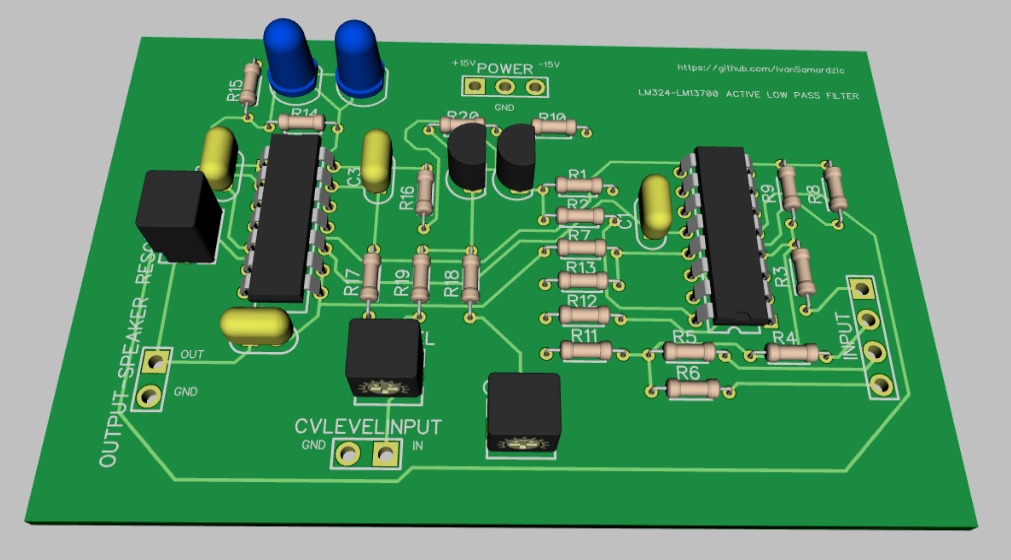 https://github.com/IvanSamardzic
+15V POWER -15V
GND
LM324-LM13700 ACTIVE LOW PASS FILTER
R15
R14
R20
R10
C3
R16
R1
R2
R7
R13
R12
R11
C1
R9
R8
R3
R17
R19
R18
R5
R4
R6
INPUT
OUTPUT SPEAKER
OUT
GND
CVLEVELINPUT
GND
IN